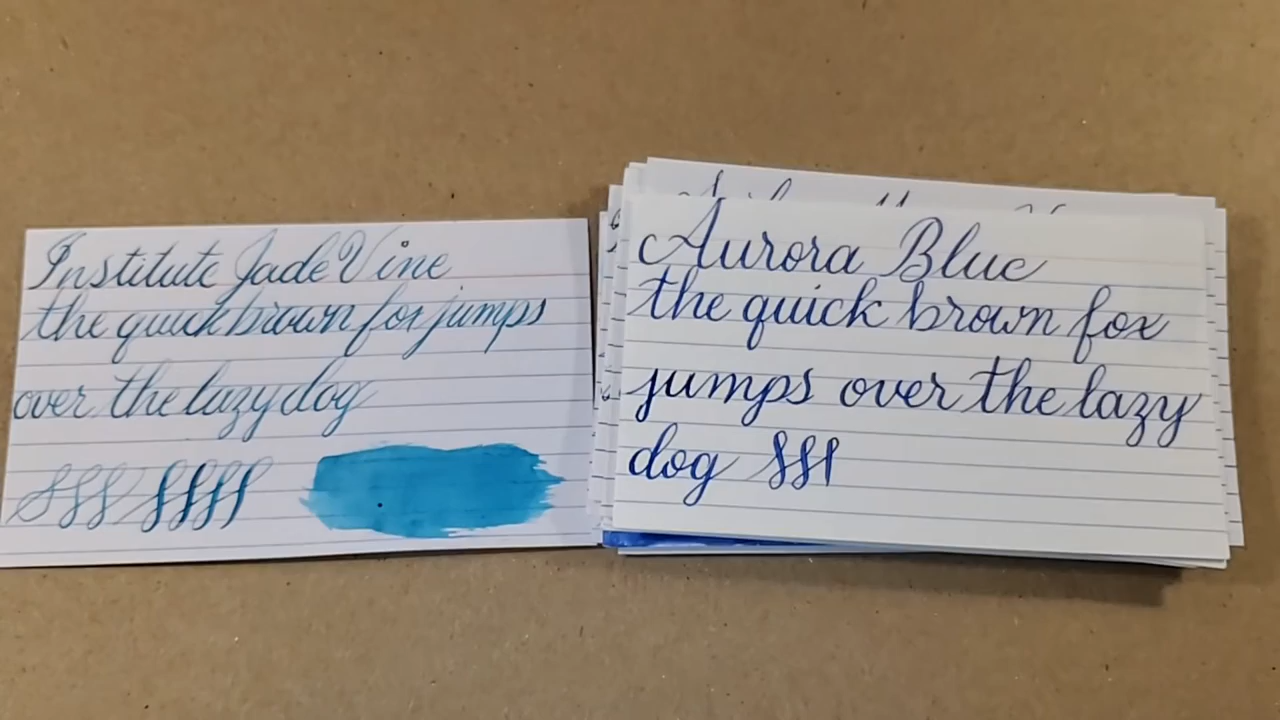 Institute Jade Vine
the quick brown fox jumps
over the lazy dog
Aurora Blue
the quick brown fox
jumps over the lazy
dog